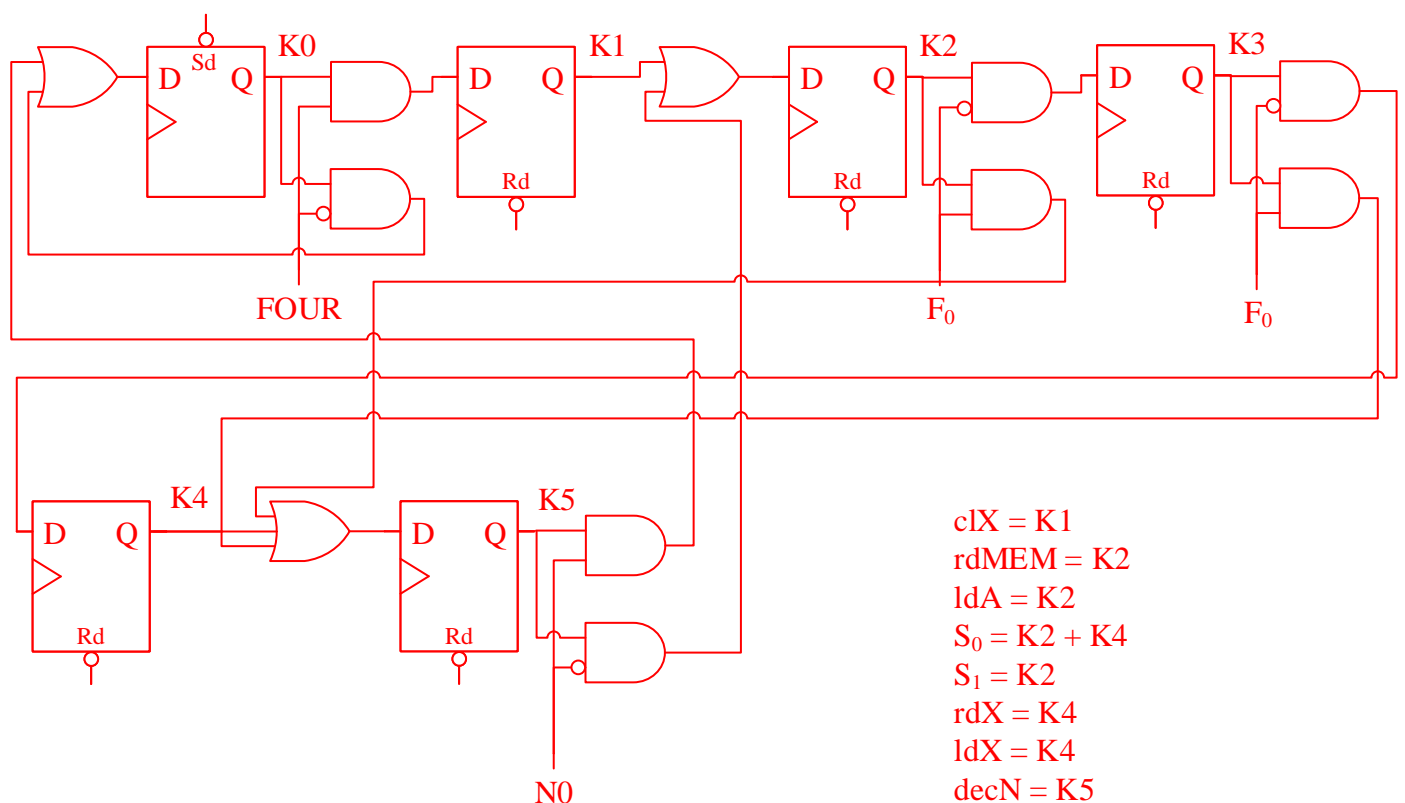 K0
K1
K2
K3
Sd
D Q
D Q
D Q
D Q
Rd
Rd
Rd
FOUR
F₀
F₀
K4
K5
D Q
D Q
Rd
Rd
N0
clX = K1
rdMEM = K2
ldA = K2
S₀ = K2 + K4
S₁ = K2
rdX = K4
ldX = K4
decN = K5